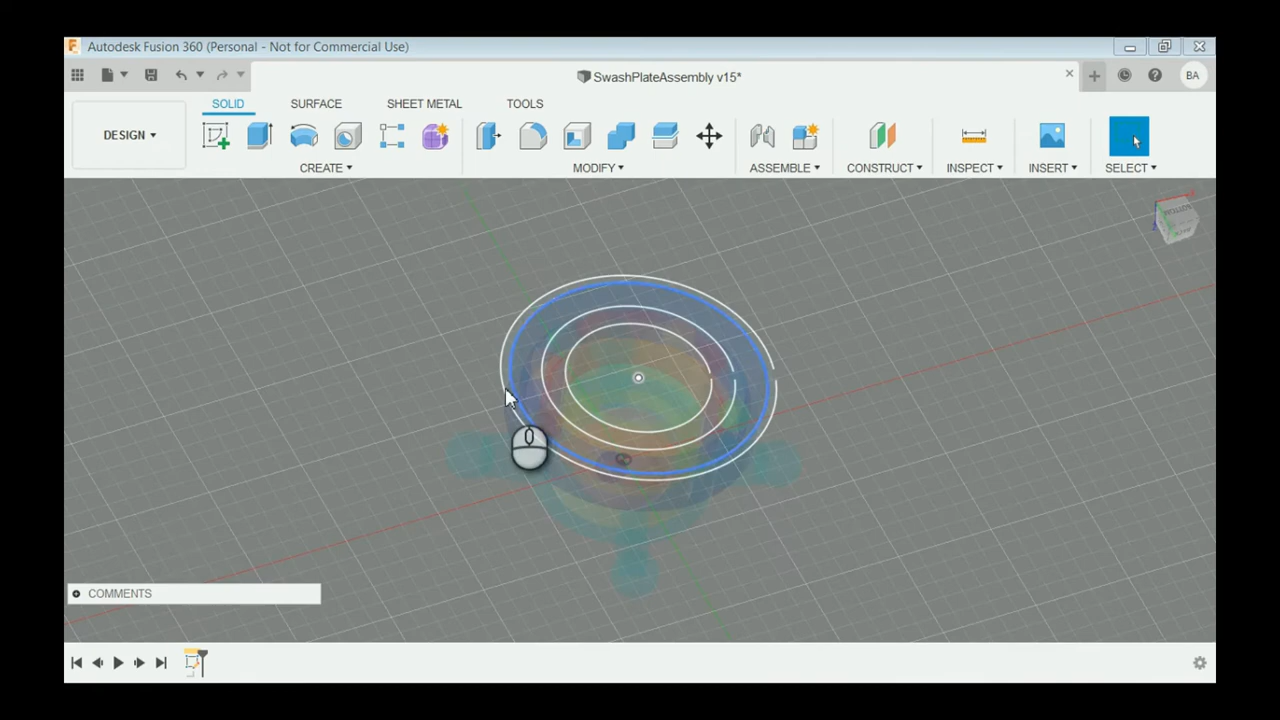 Autodesk Fusion 360 (Personal - Not for Commercial Use)
SwashPlateAssembly v15*
BA
DESIGN
SOLID
SURFACE
SHEET METAL
TOOLS
CREATE
MODIFY
ASSEMBLE
CONSTRUCT
INSPECT
INSERT
SELECT
COMMENTS